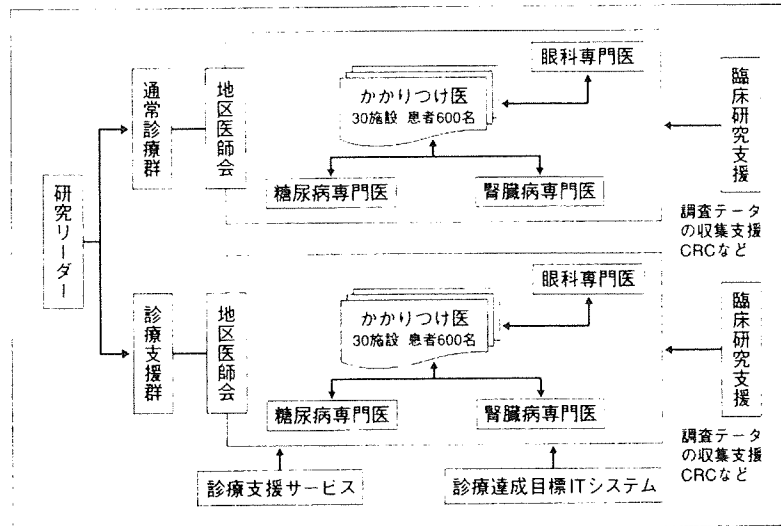 研究リーダー
通常診療群
地区医師会
眼科専門医
かかりつけ医
30施設 患者600名
糖尿病専門医
腎臓病専門医
臨床研究支援
調査データ
の収集支援
CRCなど
診療支援群
地区医師会
眼科専門医
かかりつけ医
30施設 患者600名
糖尿病専門医
腎臓病専門医
臨床研究支援
調査データ
の収集支援
CRCなど
診療支援サービス
診療達成目標ITシステム